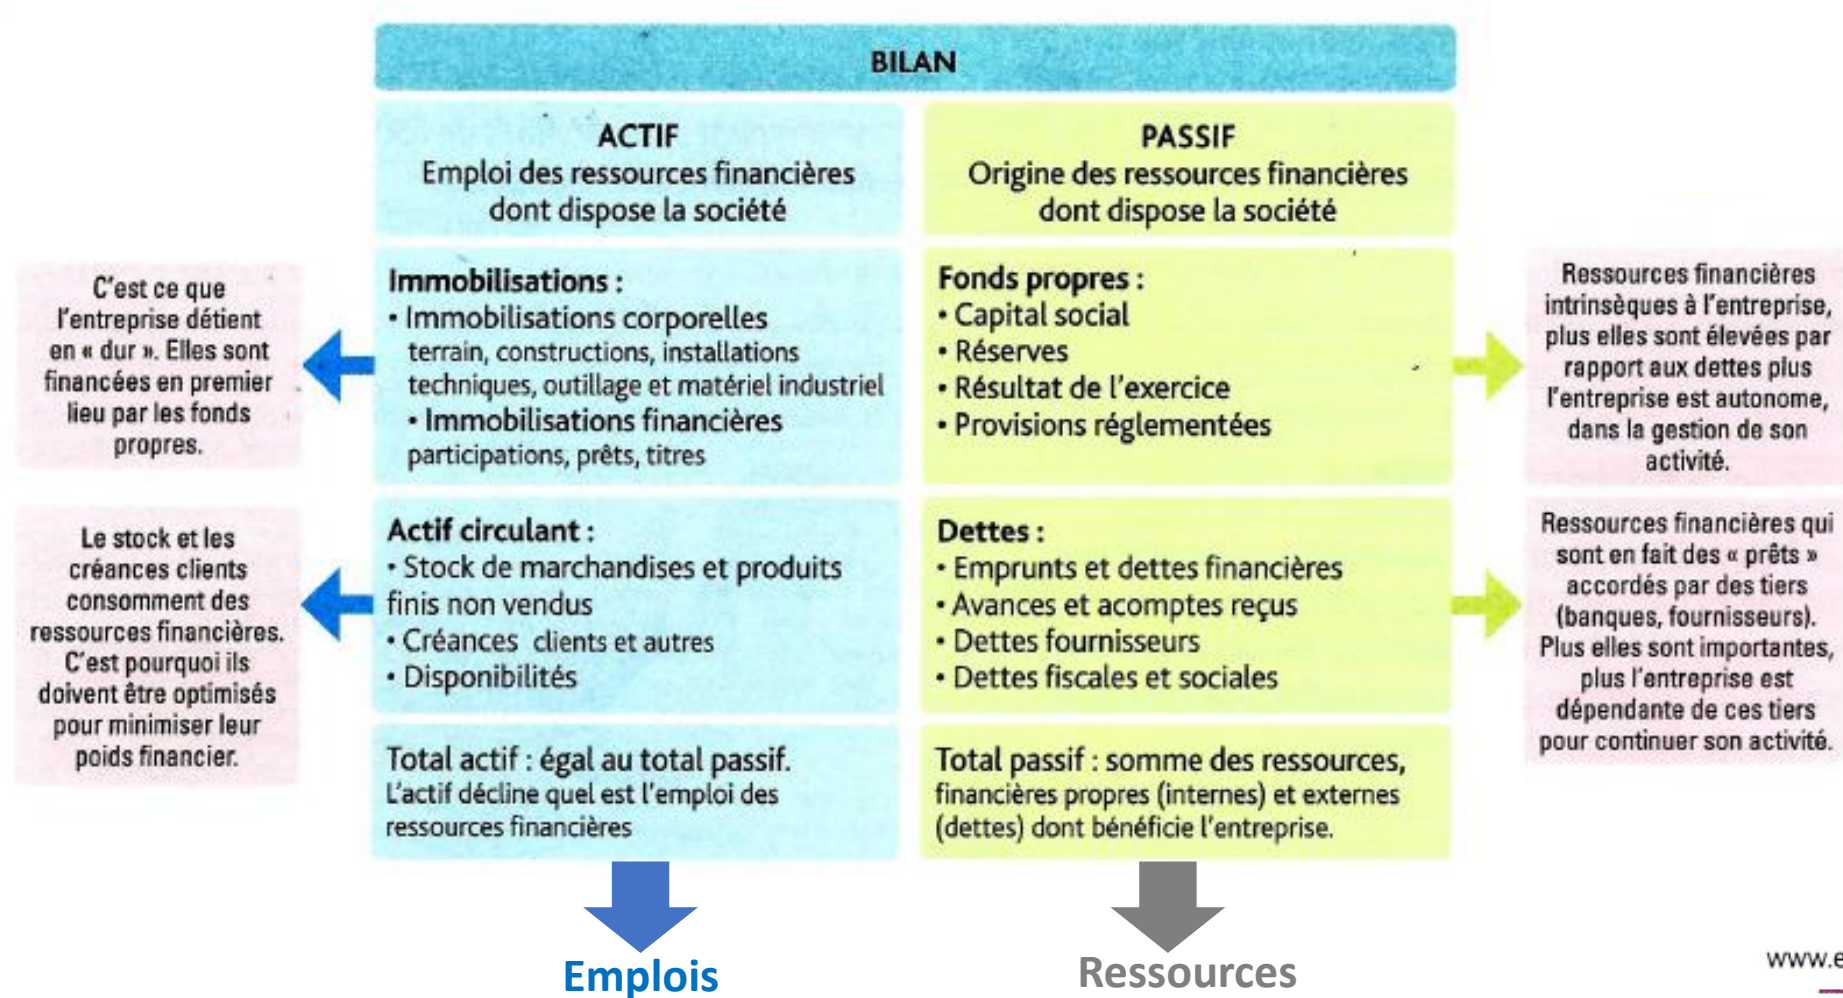 BILAN
ACTIF
Emploi des ressources financières
dont dispose la société
PASSIF
Origine des ressources financières
dont dispose la société
C'est ce que
l'entreprise détient
en « dur ». Elles sont
financées en premier
lieu par les fonds
propres.
Immobilisations :
• Immobilisations corporelles
terrain, constructions, installations
techniques, outillage et matériel industriel
• Immobilisations financières
participations, prêts, titres
Fonds propres :
• Capital social
• Réserves
• Résultat de l'exercice
• Provisions réglementées
Ressources financières
intrinsèques à l'entreprise,
plus elles sont élevées par
rapport aux dettes plus
l'entreprise est autonome,
dans la gestion de son
activité.
Le stock et les
créances clients
consomment des
ressources financières.
C'est pourquoi ils
doivent être optimisés
pour minimiser leur
poids financier.
Actif circulant :
• Stock de marchandises et produits
finis non vendus
• Créances clients et autres
• Disponibilités
Dettes :
• Emprunts et dettes financières
• Avances et acomptes reçus
• Dettes fournisseurs
• Dettes fiscales et sociales
Ressources financières qui
sont en fait des « prêts »
accordés par des tiers
(banques, fournisseurs).
Plus elles sont importantes,
plus l'entreprise est
dépendante de ces tiers
pour continuer son activité.
Total actif : égal au total passif.
L'actif décline quel est l'emploi des
ressources financières
Total passif : somme des ressources,
financières propres (internes) et externes
(dettes) dont bénéficie l'entreprise.
Emplois
Ressources
www.e